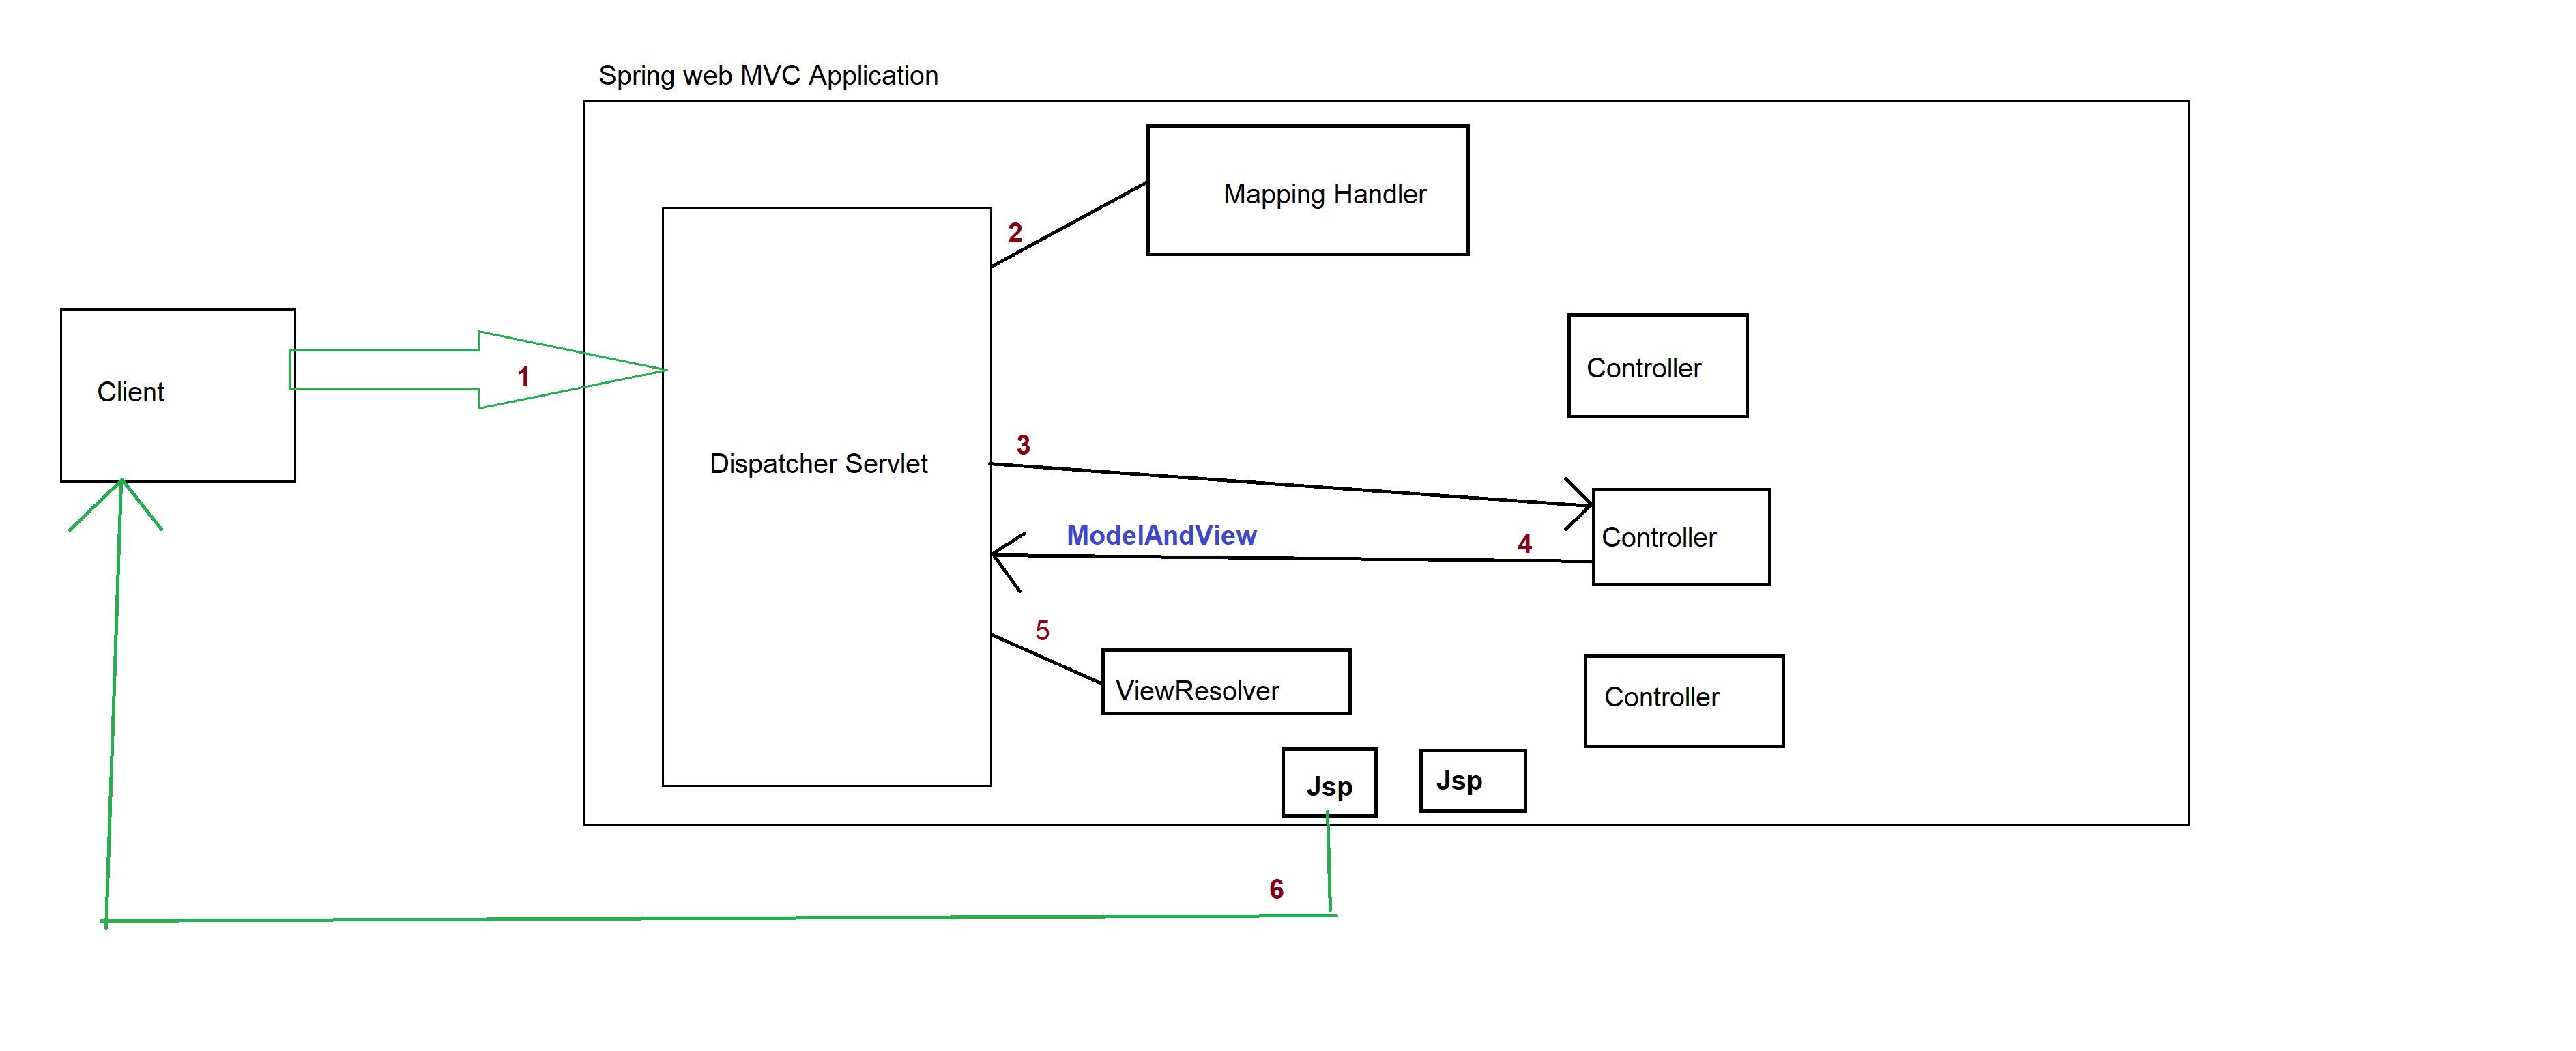 Spring web MVC Application
Mapping Handler
2
Client
1
Controller
Dispatcher Servlet
3
ModelAndView
4
Controller
5
ViewResolver
Controller
Jsp
Jsp
6